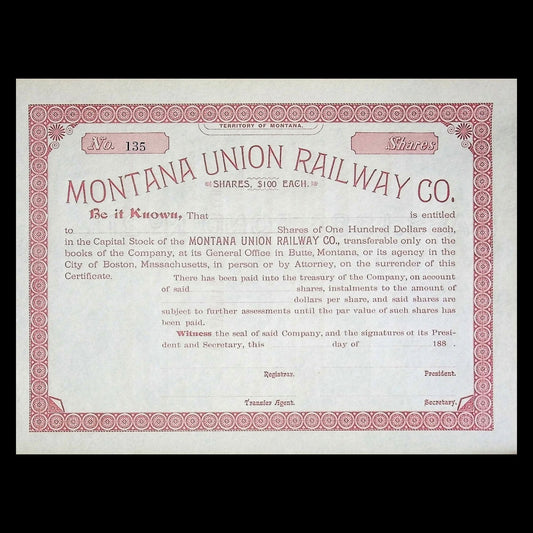 TERRITORY OF MONTANA.
No. 135 Shares
MONTANA UNION RAILWAY CO.
SHARES, $100 EACH.
Be it Known, That is entitled
to Shares of One Hundred Dollars each,
in the Capital Stock of the MONTANA UNION RAILWAY CO., transferable only on the
books of the Company, at its General Office in Butte, Montana, or its agency in the
City of Boston, Massachusetts, in person or by Attorney, on the surrender of this
Certificate.
There has been paid into the treasury of the Company, on account
of said shares, instalments to the amount of
dollars per share, and said shares are
subject to further assessments until the par value of such shares has
been paid.
Witness the seal of said Company, and the signatures of its Presi-
dent and Secretary, this day of 188 .
Registrar. President.
Transfer Agent. Secretary.